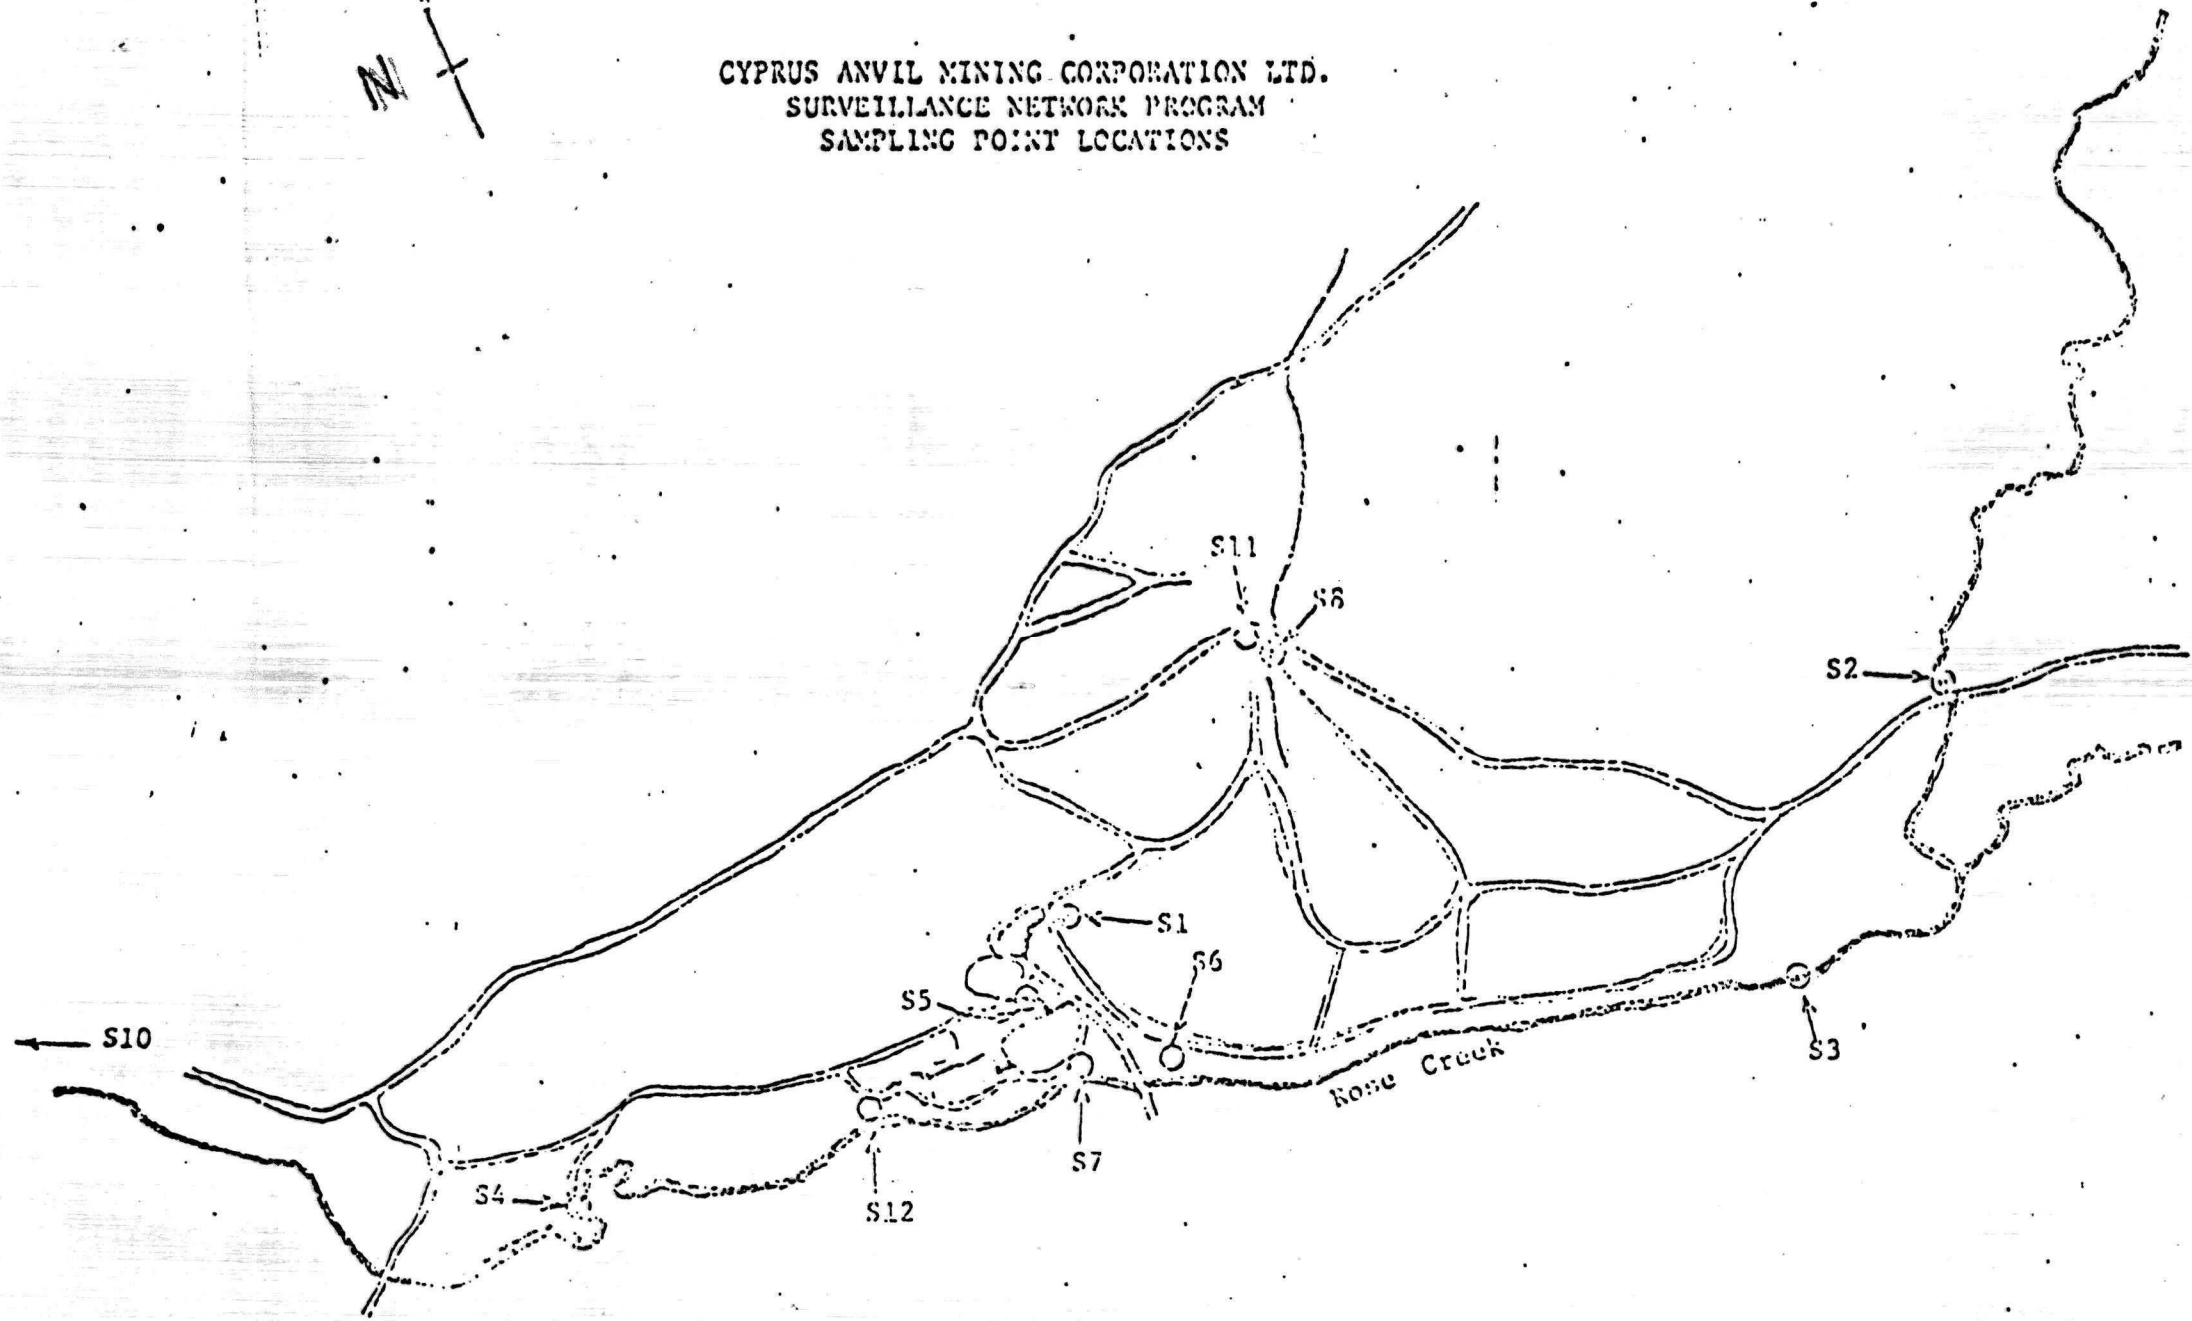 N
CYPRUS ANVIL MINING CORPORATION LTD.
SURVEILLANCE NETWORK PROGRAM
SAMPLING POINT LOCATIONS
S11
S8
S2
S1
S6
S5
S10
S3
Rose Creek
S7
S4
S12